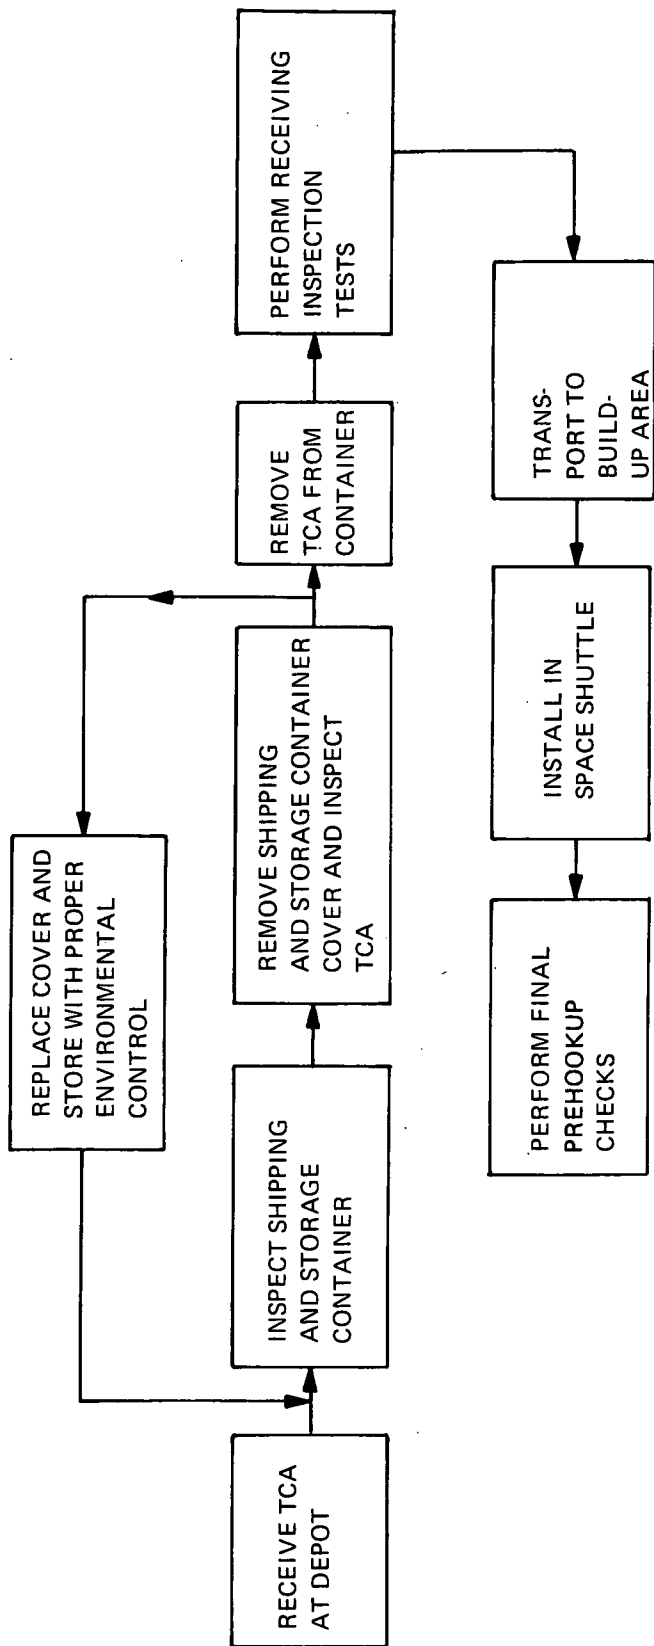 RECEIVE TCA
AT DEPOT
INSPECT SHIPPING
AND STORAGE
CONTAINER
REMOVE SHIPPING
AND STORAGE CONTAINER
COVER AND INSPECT
TCA
REPLACE COVER AND
STORE WITH PROPER
ENVIRONMENTAL
CONTROL
REMOVE
TCA FROM
CONTAINER
PERFORM RECEIVING
INSPECTION
TESTS
TRANS-
PORT TO
BUILD-
UP AREA
INSTALL IN
SPACE SHUTTLE
PERFORM FINAL
PREHOOKUP
CHECKS